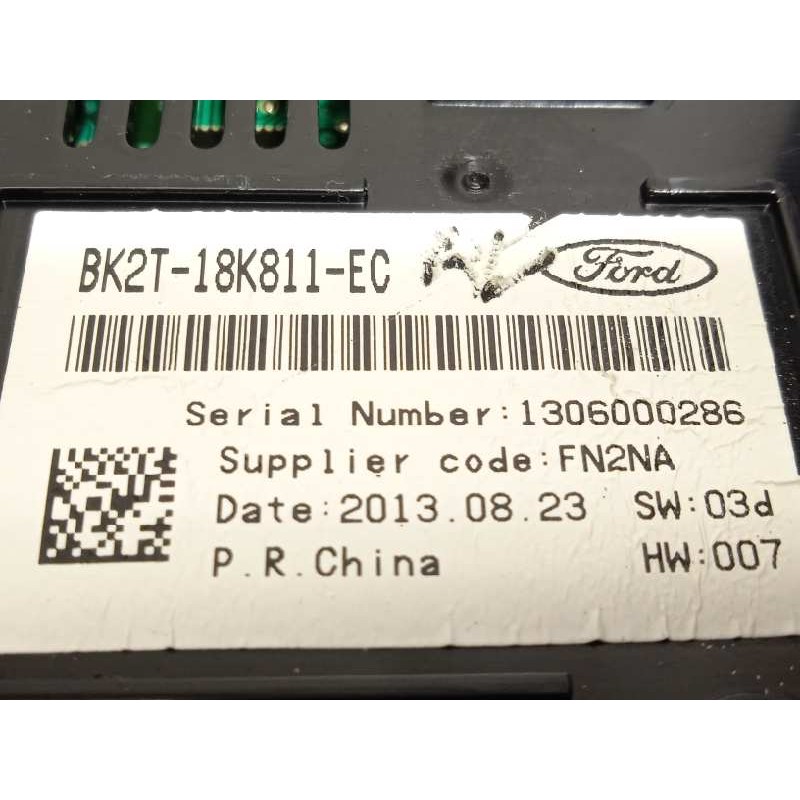 BK2T-18K811-EC
Ford
Serial Number:1306000286
Supplier code:FN2NA
Date:2013.08.23 SW:03d
P.R.China HW:007